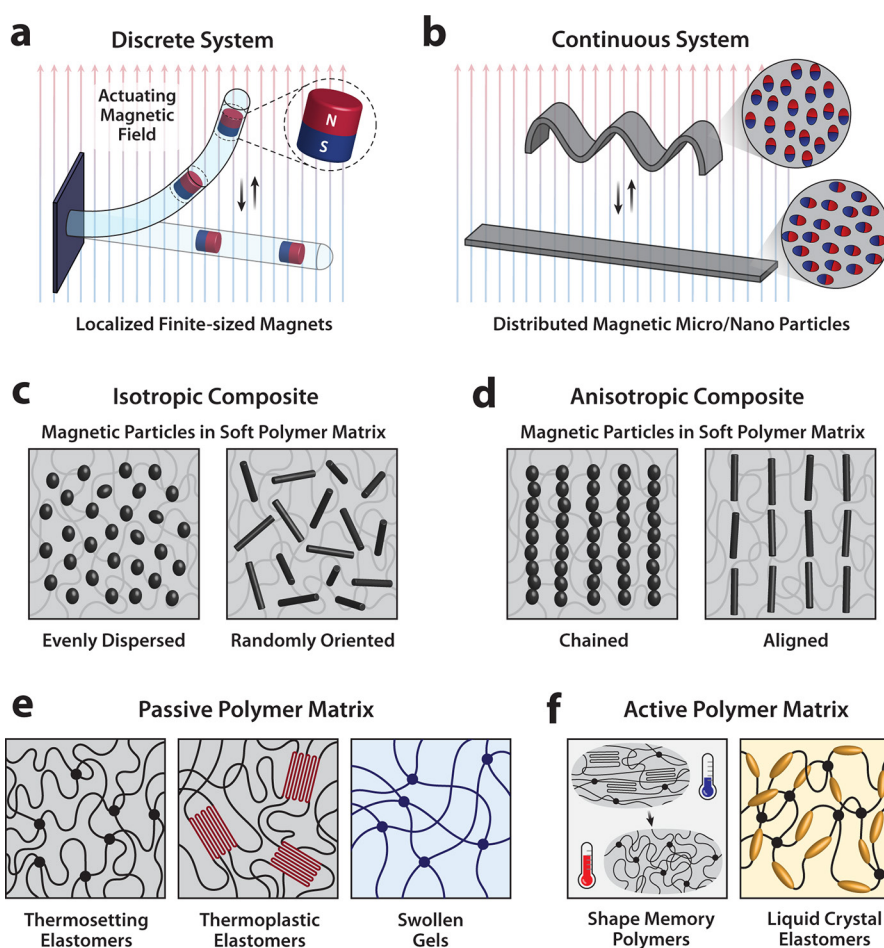 a
Discrete System
Actuating
Magnetic
Field
N
S
Localized Finite-sized Magnets
b
Continuous System
Distributed Magnetic Micro/Nano Particles
c
Isotropic Composite
Magnetic Particles in Soft Polymer Matrix
Evenly Dispersed
Randomly Oriented
d
Anisotropic Composite
Magnetic Particles in Soft Polymer Matrix
Chained
Aligned
e
Passive Polymer Matrix
Thermosetting
Elastomers
Thermoplastic
Elastomers
Swollen
Gels
f
Active Polymer Matrix
Shape Memory
Polymers
Liquid Crystal
Elastomers